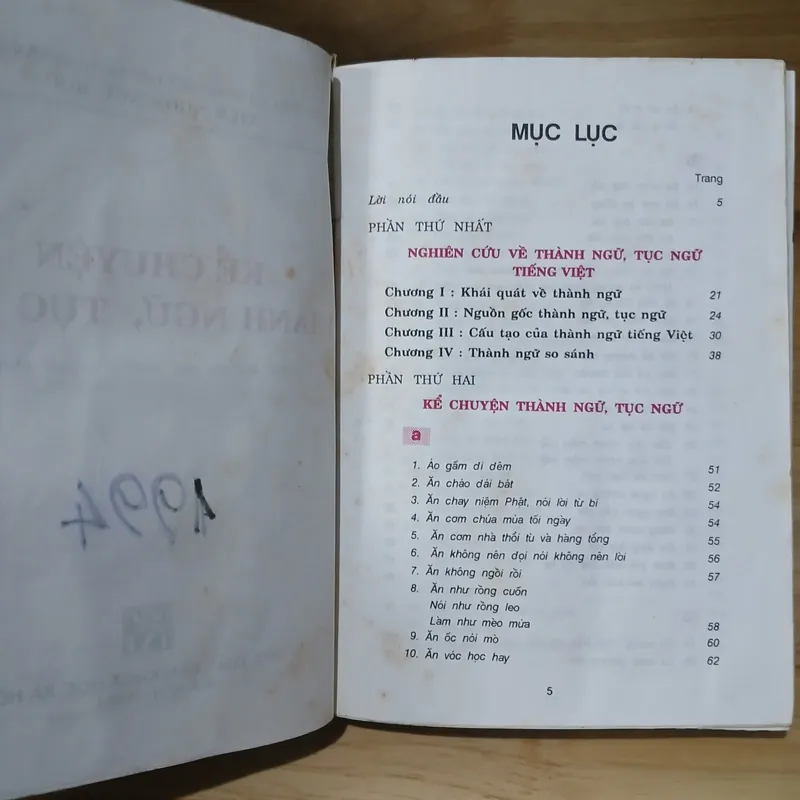 MỤC LỤC
Trang
Lời nói đầu 5
PHẦN THỨ NHẤT
NGHIÊN CỨU VỀ THÀNH NGỮ, TỤC NGỮ
TIẾNG VIỆT
Chương I : Khái quát về thành ngữ 21
Chương II : Nguồn gốc thành ngữ, tục ngữ 24
Chương III : Cấu tạo của thành ngữ tiếng Việt 30
Chương IV : Thành ngữ so sánh 38
PHẦN THỨ HAI
KỂ CHUYỆN THÀNH NGỮ, TỤC NGỮ
a
1. Áo gấm đi đêm 51
2. Ăn cháo đái bát 52
3. Ăn chay niệm Phật, nói lời từ bi 54
4. Ăn cơm chúa múa tối ngày 54
5. Ăn cơm nhà thổi tù và hàng tổng 55
6. Ăn không nên đọi nói không nên lời 56
7. Ăn không ngồi rồi 57
8. Ăn như rồng cuốn
Nói như rồng leo
Làm như mèo mửa 58
9. Ăn ốc nói mò 60
10. Ăn vóc học hay 62
5
KỂ CHUYỆN
THÀNH NGỮ, TỤC
1994